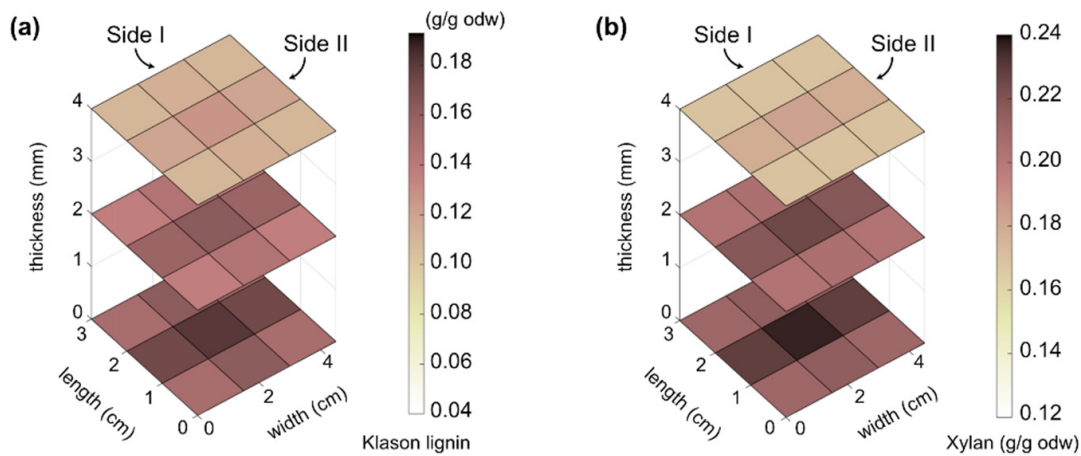 (a)
Side I
Side II
(g/g odw)
4
3
2
1
0
thickness (mm)
3
2
1
0
length (cm)
0
2
4
width (cm)
0.18
0.16
0.14
0.12
0.10
0.08
0.06
0.04
Klason lignin
(b)
Side I
Side II
4
3
2
1
0
thickness (mm)
3
2
1
0
length (cm)
0
2
4
width (cm)
0.24
0.22
0.20
0.18
0.16
0.14
0.12
Xylan (g/g odw)